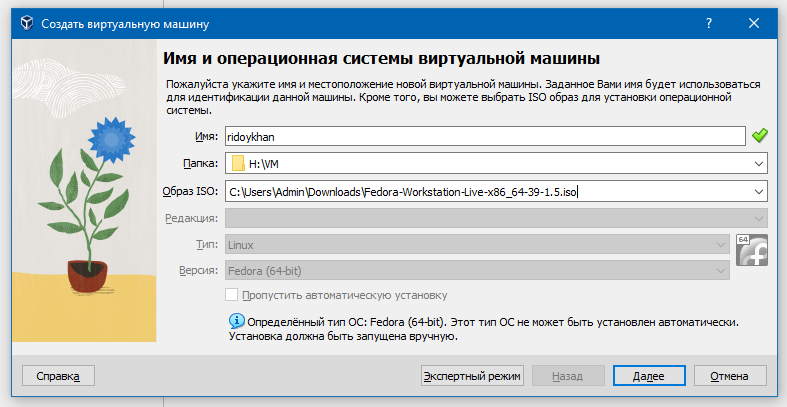 Создать виртуальную машину
?
Имя и операционная системы виртуальной машины
Пожалуйста укажите имя и местоположение новой виртуальной машины. Заданное Вами имя будет использоваться
для идентификации данной машины. Кроме того, вы можете выбрать ISO образ для установки операционной
системы.
Имя: ridoykhan
Папка: H:\VM
Образ ISO: C:\Users\Admin\Downloads\Fedora-Workstation-Live-x86_64-39-1.5.iso
Редакция:
Тип: Linux
64
Версия: Fedora (64-bit)
Пропустить автоматическую установку
Определённый тип ОС: Fedora (64-bit). Этот тип ОС не может быть установлен автоматически.
Установка должна быть запущена вручную.
Справка Экспертный режим Назад Далее Отмена